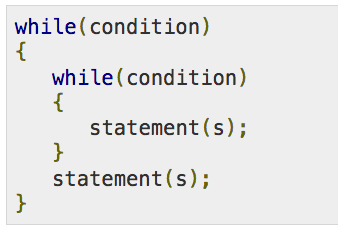 while(condition)
{
   while(condition)
   {
      statement(s);
   }
   statement(s);
}